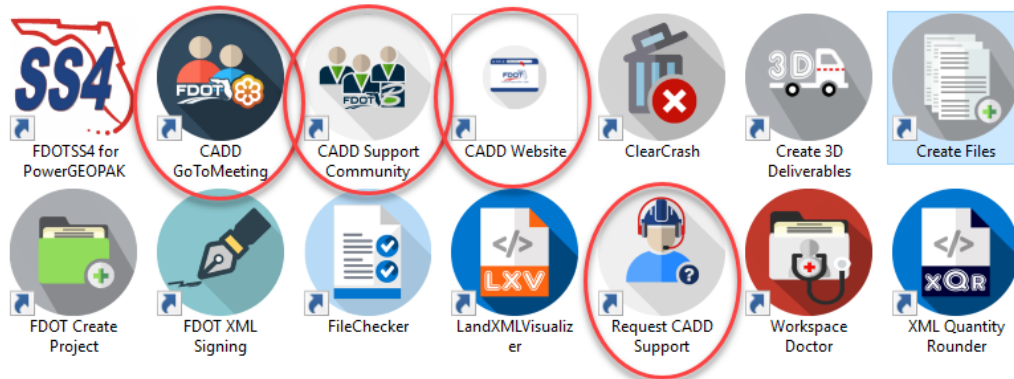 SS4
FDOT
FDOT
FDOT
3D
FDOTSS4 for
PowerGEOPAK
CADD
GoToMeeting
CADD Support
Community
CADD Website
ClearCrash
Create 3D
Deliverables
Create Files
</>
LXV
?
</>
XQR
FDOT Create
Project
FDOT XML
Signing
FileChecker
LandXMLVisualiz
er
Request CADD
Support
Workspace
Doctor
XML Quantity
Rounder